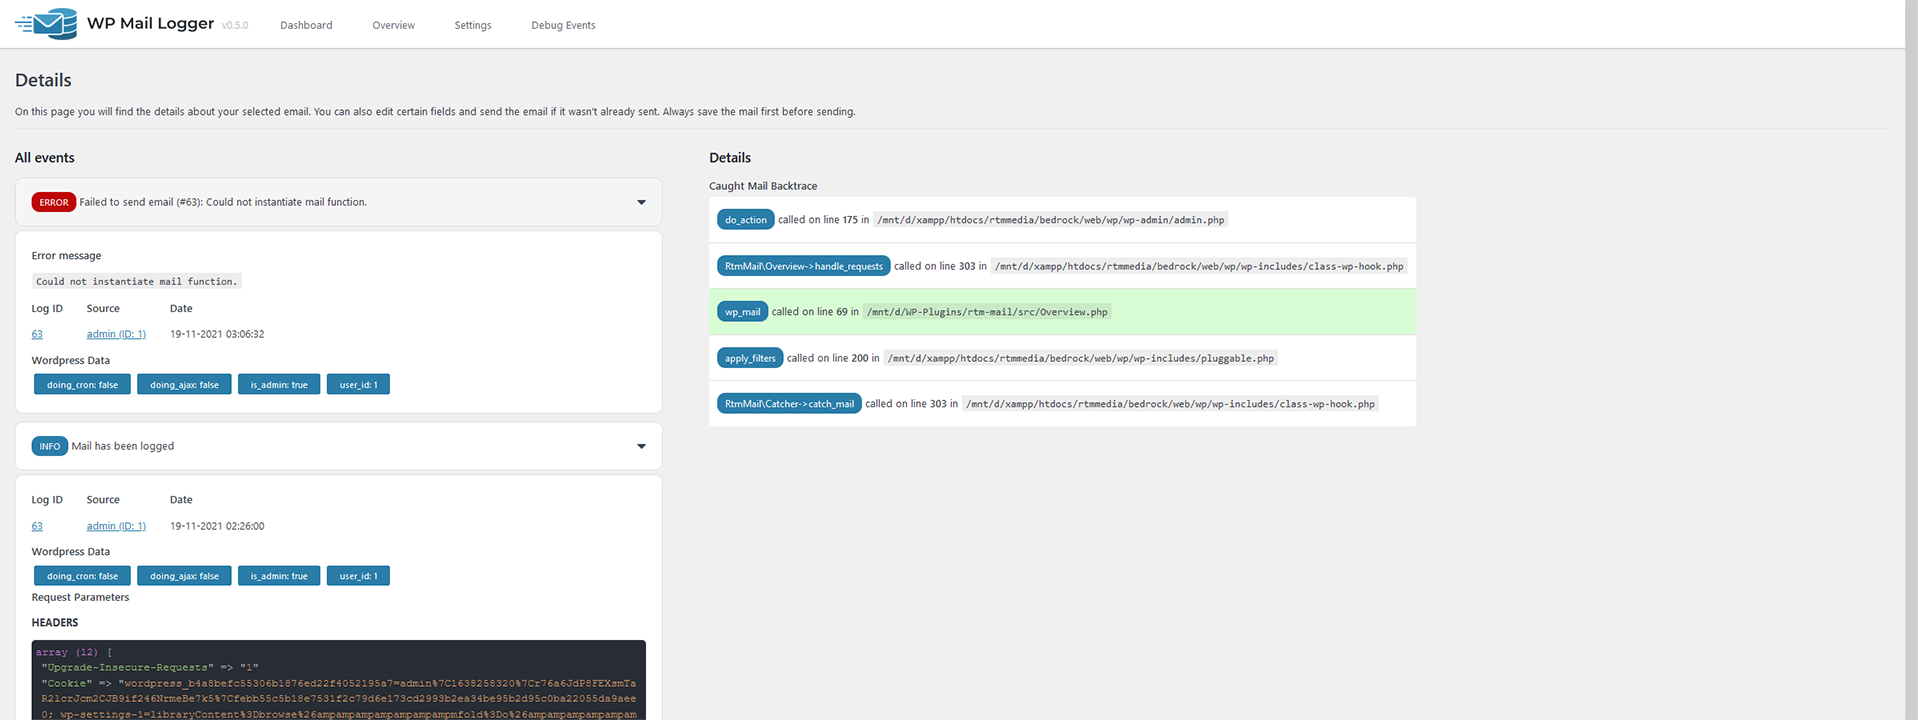 WP Mail Logger v0.5.0 Dashboard Overview Settings Debug Events
Details
On this page you will find the details about your selected email. You can also edit certain fields and send the email if it wasn't already sent. Always save the mail first before sending.
All events
ERROR Failed to send email (#63): Could not instantiate mail function.
Error message
Could not instantiate mail function.
Log ID Source Date
63 admin (ID: 1) 19-11-2021 03:06:32
Wordpress Data
doing_cron: false doing_ajax: false is_admin: true user_id: 1
INFO Mail has been logged
Log ID Source Date
63 admin (ID: 1) 19-11-2021 02:26:00
Wordpress Data
doing_cron: false doing_ajax: false is_admin: true user_id: 1
Request Parameters
HEADERS
array (12) [
"Upgrade-Insecure-Requests" => "1"
"Cookie" => "wordpress_b4a8befc55306b1876ed22f4052195a7=admin%7C1638258320%7Cr76a6JdP8FEXsmTa
R2lcrJcm2CJB9if246NrmeBe7k5%7Cfebb55c5b18e7531f2c79d6e173cd2993b2ea34be95b2d95c0ba22055da9aee
0; wp-settings-1=libraryContent%3Dbrowse%26ampampampampampampampmfold%3Do%26ampampampampampam
Details
Caught Mail Backtrace
do_action called on line 175 in /mnt/d/xampp/htdocs/rtmmedia/bedrock/web/wp/wp-admin/admin.php
RtmMail\Overview->handle_requests called on line 303 in /mnt/d/xampp/htdocs/rtmmedia/bedrock/web/wp/wp-includes/class-wp-hook.php
wp_mail called on line 69 in /mnt/d/WP-Plugins/rtm-mail/src/Overview.php
apply_filters called on line 200 in /mnt/d/xampp/htdocs/rtmmedia/bedrock/web/wp/wp-includes/pluggable.php
RtmMail\Catcher->catch_mail called on line 303 in /mnt/d/xampp/htdocs/rtmmedia/bedrock/web/wp/wp-includes/class-wp-hook.php